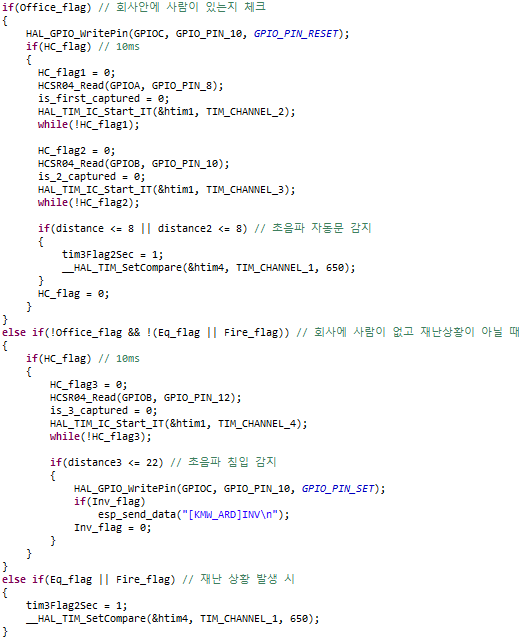 if(Office_flag) // 회사안에 사람이 있는지 체크
{
    HAL_GPIO_WritePin(GPIOC, GPIO_PIN_10, GPIO_PIN_RESET);
    if(HC_flag) // 10ms
    {
      HC_flag1 = 0;
      HCSR04_Read(GPIOA, GPIO_PIN_8);
      is_first_captured = 0;
      HAL_TIM_IC_Start_IT(&htim1, TIM_CHANNEL_2);
      while(!HC_flag1);

      HC_flag2 = 0;
      HCSR04_Read(GPIOB, GPIO_PIN_10);
      is_2_captured = 0;
      HAL_TIM_IC_Start_IT(&htim1, TIM_CHANNEL_3);
      while(!HC_flag2);

      if(distance <= 8 || distance2 <= 8) // 초음파 자동문 감지
      {
          tim3Flag2Sec = 1;
          __HAL_TIM_SetCompare(&htim4, TIM_CHANNEL_1, 650);
      }
      HC_flag = 0;
    }
}
else if(!Office_flag && !(Eq_flag || Fire_flag)) // 회사에 사람이 없고 재난상황이 아닐 때
{
    if(HC_flag) // 10ms
    {
        HC_flag3 = 0;
        HCSR04_Read(GPIOB, GPIO_PIN_12);
        is_3_captured = 0;
        HAL_TIM_IC_Start_IT(&htim1, TIM_CHANNEL_4);
        while(!HC_flag3);

        if(distance3 <= 22) // 초음파 침입 감지
        {
            HAL_GPIO_WritePin(GPIOC, GPIO_PIN_10, GPIO_PIN_SET);
            if(Inv_flag)
                esp_send_data("[KMW_ARD]INV\n");
            Inv_flag = 0;
        }
    }
}
else if(Eq_flag || Fire_flag) // 재난 상황 발생 시
{
    tim3Flag2Sec = 1;
    __HAL_TIM_SetCompare(&htim4, TIM_CHANNEL_1, 650);
}